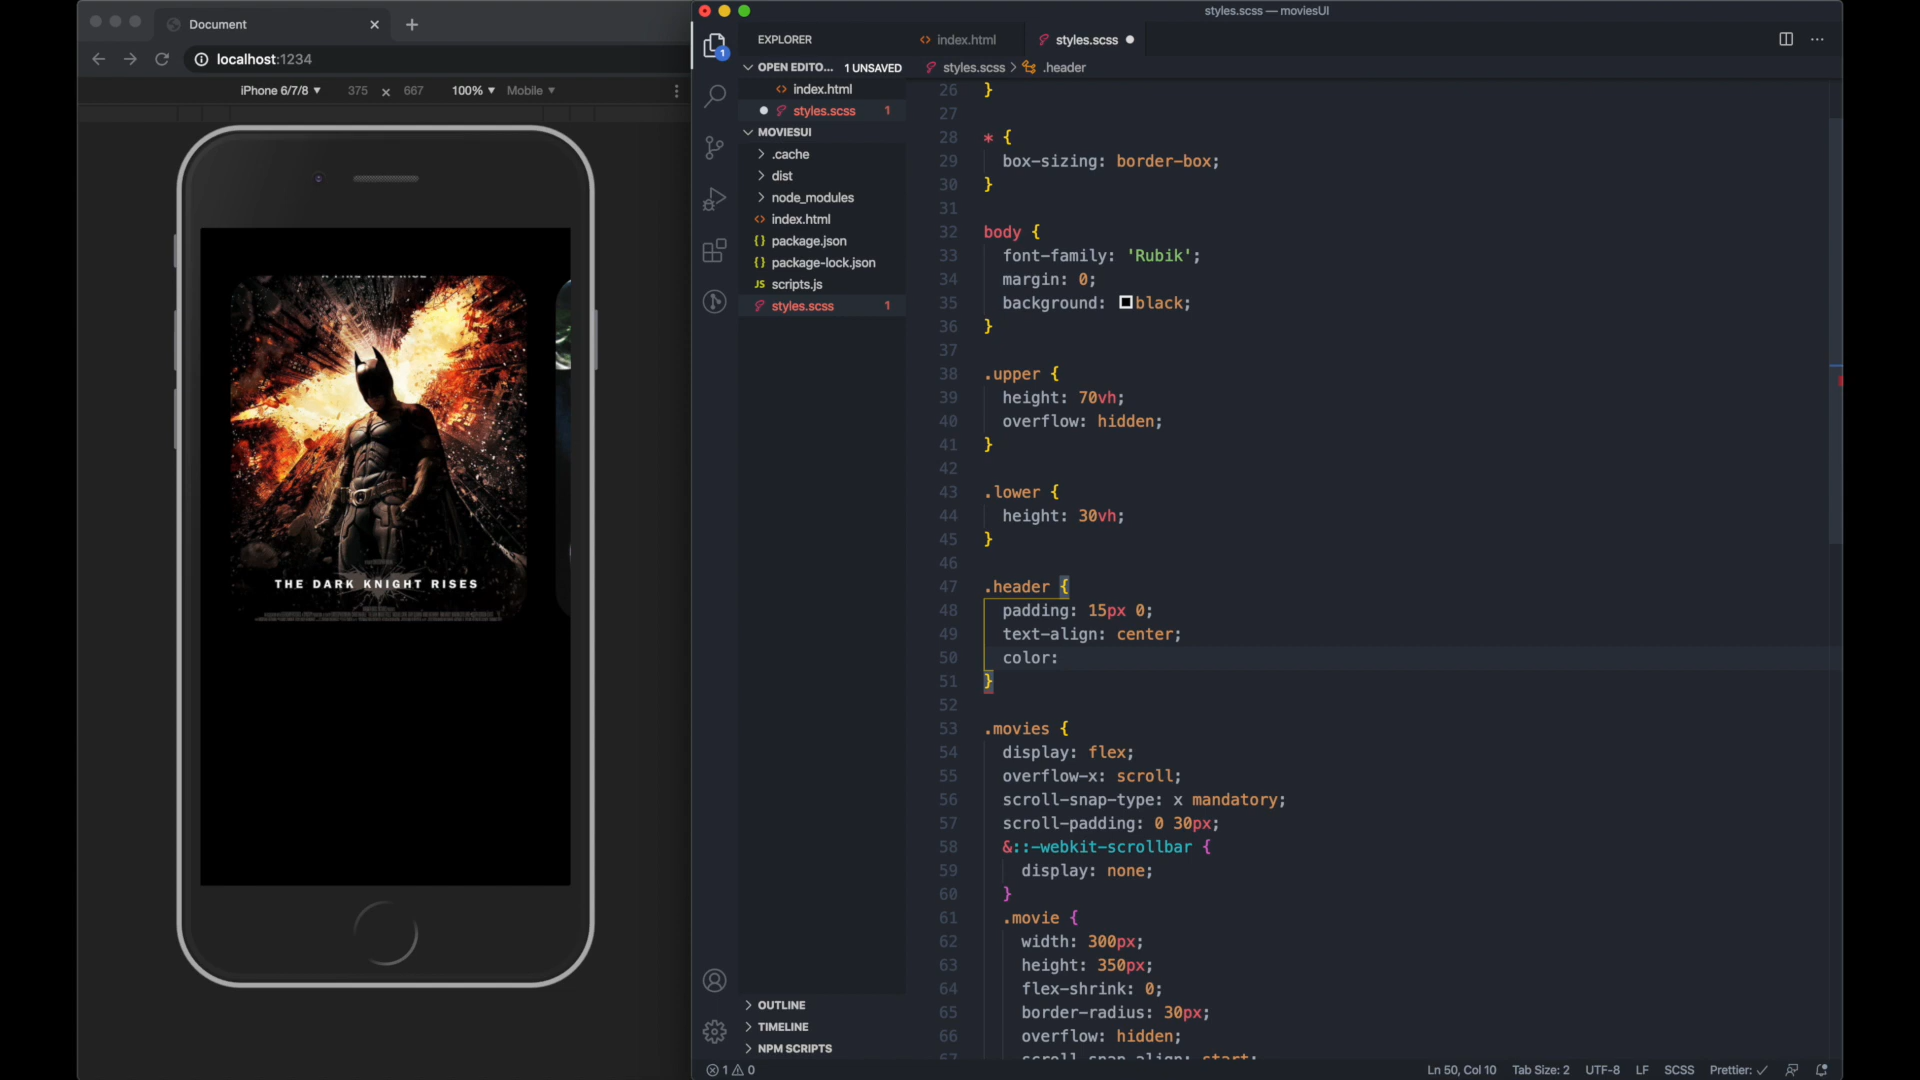 Document
localhost:1234
iPhone 6/7/8 ▾ 375 × 667 100% ▾ Mobile ▾
THE DARK KNIGHT RISES
styles.scss — moviesUI
1
EXPLORER
OPEN EDITO... 1 UNSAVED
index.html
styles.scss 1
MOVIESUI
.cache
dist
node_modules
index.html
package.json
package-lock.json
JS scripts.js
styles.scss 1
OUTLINE
TIMELINE
NPM SCRIPTS
index.html styles.scss
styles.scss > .header
26 }
27
28 * {
29 box-sizing: border-box;
30 }
31
32 body {
33 font-family: 'Rubik';
34 margin: 0;
35 background: black;
36 }
37
38 .upper {
39 height: 70vh;
40 overflow: hidden;
41 }
42
43 .lower {
44 height: 30vh;
45 }
46
47 .header {
48 padding: 15px 0;
49 text-align: center;
50 color:
51 }
52
53 .movies {
54 display: flex;
55 overflow-x: scroll;
56 scroll-snap-type: x mandatory;
57 scroll-padding: 0 30px;
58 &::-webkit-scrollbar {
59 display: none;
60 }
61 .movie {
62 width: 300px;
63 height: 350px;
64 flex-shrink: 0;
65 border-radius: 30px;
66 overflow: hidden;
67 scroll-snap-align: start;
1 0 Ln 50, Col 10 Tab Size: 2 UTF-8 LF SCSS Prettier: ✓